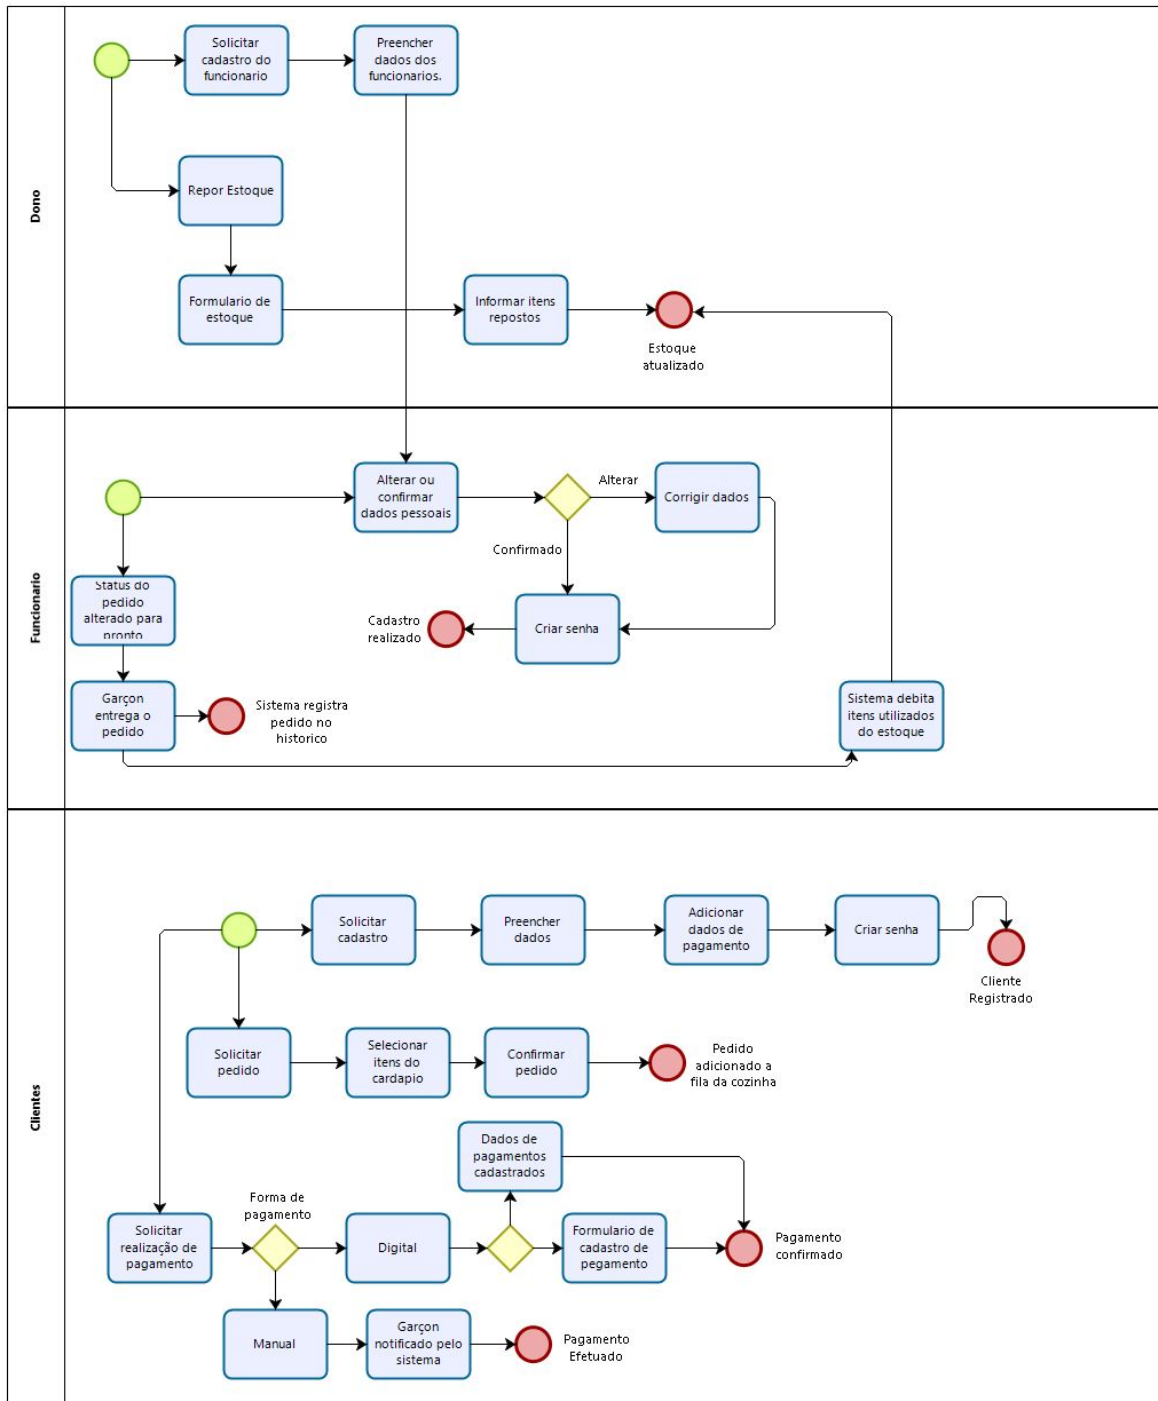 Dono
Solicitar
cadastro do
funcionario
Preencher
dados dos
funcionarios.
Repor Estoque
Formulario de
estoque
Informar itens
repostos
Estoque
atualizado
Funcionario
Alterar ou
confirmar
dados pessoais
Alterar
Corrigir dados
Confirmado
Status do
pedido
alterado para
pronto
Cadastro
realizado
Criar senha
Garçon
entrega o
pedido
Sistema registra
pedido no
historico
Sistema debita
itens utilizados
do estoque
Clientes
Solicitar
cadastro
Preencher
dados
Adicionar
dados de
pagamento
Criar senha
Cliente
Registrado
Solicitar
pedido
Selecionar
itens do
cardapio
Confirmar
pedido
Pedido
adicionado a
fila da cozinha
Dados de
pagamentos
cadastrados
Forma de
pagamento
Solicitar
realização de
pagamento
Digital
Formulario de
cadastro de
pegamento
Pagamento
confirmado
Manual
Garçon
notificado pelo
sistema
Pagamento
Efetuado